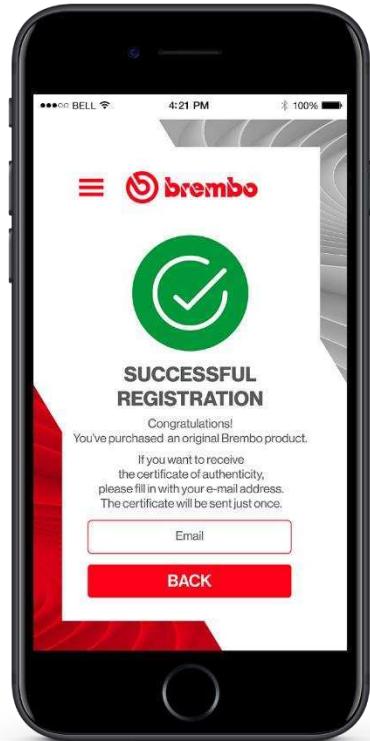 BELL 4:21 PM 100%
brembo
SUCCESSFUL
REGISTRATION
Congratulations!
You've purchased an original Brembo product.
If you want to receive
the certificate of authenticity,
please fill in with your e-mail address.
The certificate will be sent just once.
Email
BACK